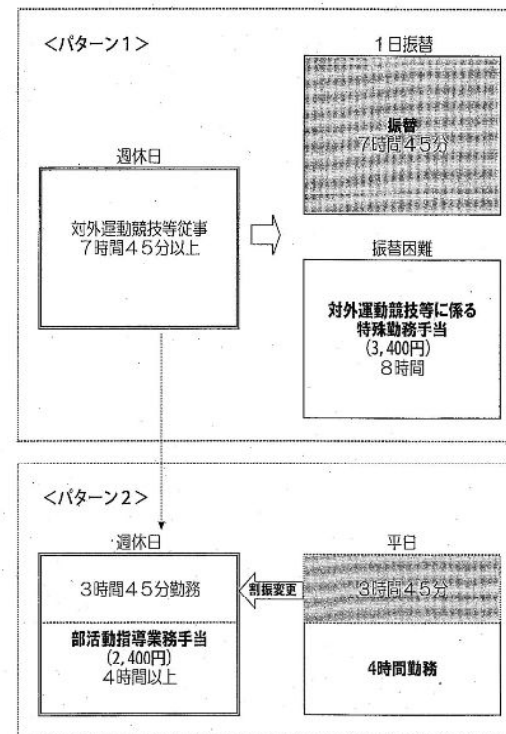 <パターン1>
1日振替
振替
7時間45分
週休日
対外運動競技等従事
7時間45分以上
振替困難
対外運動競技等に係る
特殊勤務手当
(3,400円)
8時間
<パターン2>
週休日
3時間45分勤務
部活動指導業務手当
(2,400円)
4時間以上
割振変更
平日
3時間45分
4時間勤務